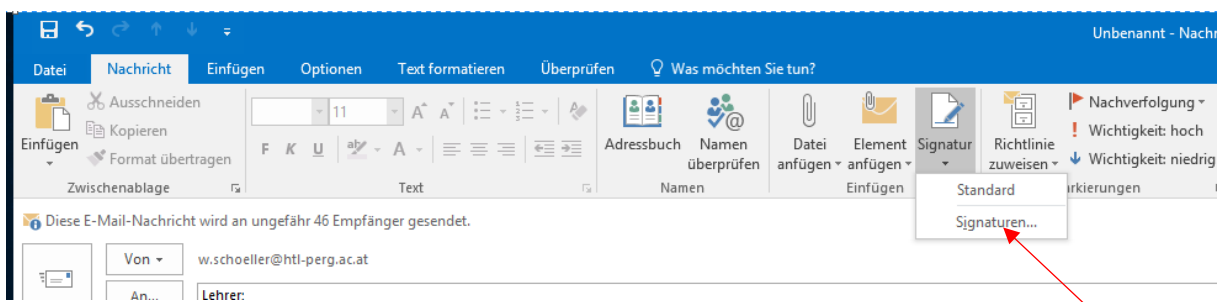 Unbenannt - Nachr
Datei Nachricht Einfügen Optionen Text formatieren Überprüfen Was möchten Sie tun?
Einfügen
Ausschneiden
Kopieren
Format übertragen
Zwischenablage
11
F K U
Text
Adressbuch
Namen überprüfen
Namen
Datei anfügen
Element anfügen
Signatur
Einfügen
Richtlinie zuweisen
Nachverfolgung
Wichtigkeit: hoch
Wichtigkeit: niedrig
rkierungen
Standard
Signaturen...
Diese E-Mail-Nachricht wird an ungefähr 46 Empfänger gesendet.
Von w.schoeller@htl-perg.ac.at
An... Lehrer;